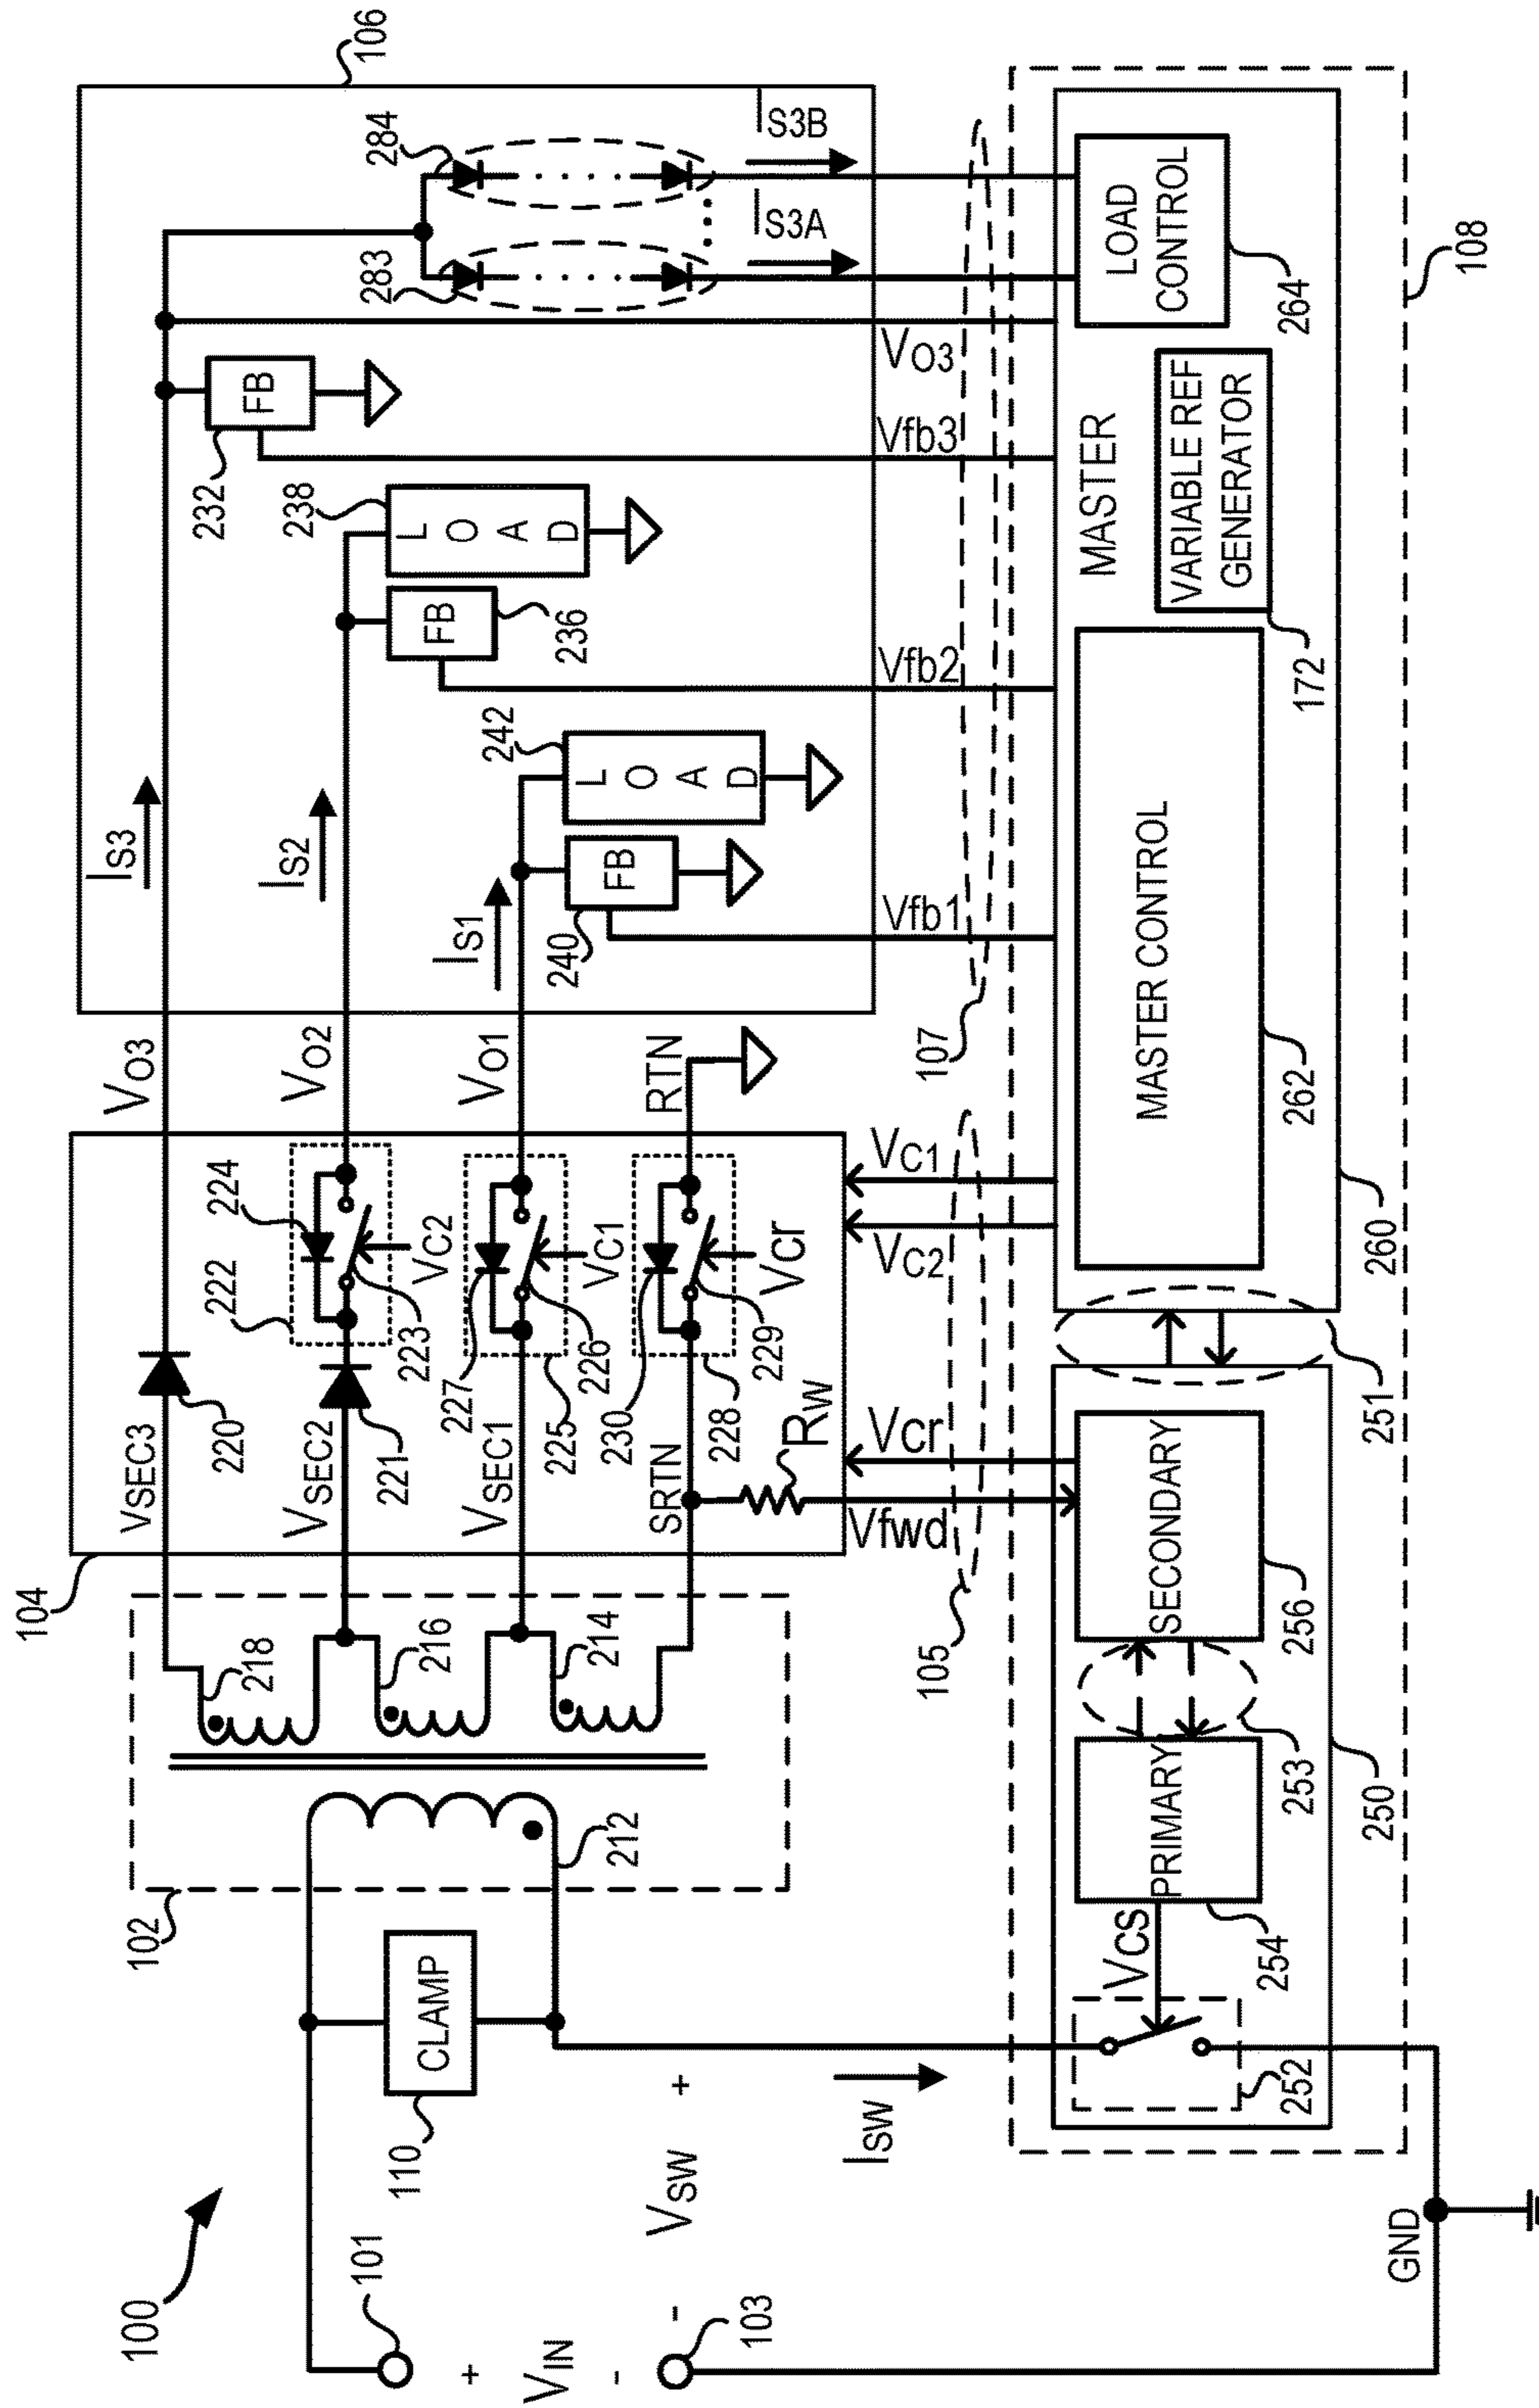 100
101
+
VIN
-
103
-
VSW
+
110
CLAMP
ISW
GND
102
212
218
216
214
104
VSEC3
220
VSEC2
221
222
224
223
VC2
VSEC1
227
225
226
VC1
SRTN
230
228
229
Vcr
RW
Vfwd
Vcr
105
VC2
VC1
VO3
VO2
VO1
RTN
106
IS3
IS2
IS1
240
FB
242
LOAD
236
FB
238
LOAD
232
FB
283
284
IS3A
IS3B
Vfb1
Vfb2
Vfb3
VO3
107
108
252
VCS
PRIMARY
254
253
250
SECONDARY
256
251
260
MASTER CONTROL
262
MASTER
VARIABLE REF
GENERATOR
172
LOAD
CONTROL
264